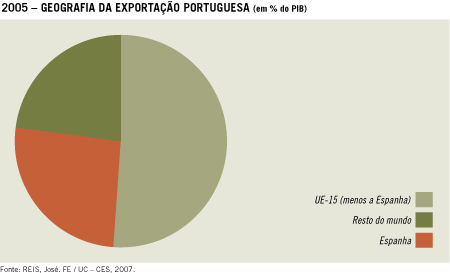 2005 – GEOGRAFIA DA EXPORTAÇÃO PORTUGUESA (em % do PIB)
UE-15 (menos a Espanha)
Resto do mundo
Espanha
Fonte: REIS, José. FE / UC – CES, 2007.